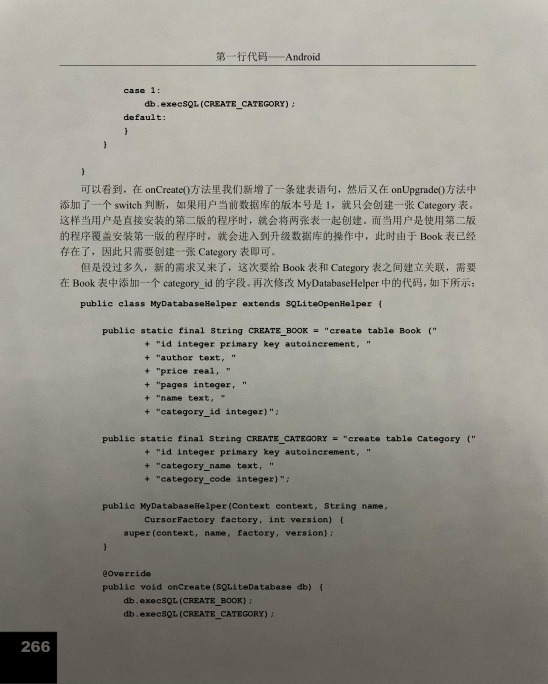 第一行代码——Android
case 1:
db.execSQL(CREATE_CATEGORY);
default:
}
}
}
可以看到，在 onCreate()方法里我们新增了一条建表语句，然后又在 onUpgrade()方法中
添加了一个 switch 判断，如果用户当前数据库的版本号是 1，就只会创建一张 Category 表。
这样当用户是直接安装的第二版的程序时，就会将两张表一起创建。而当用户是使用第二版
的程序覆盖安装第一版的程序时，就会进入到升级数据库的操作中，此时由于 Book 表已经
存在了，因此只需要创建一张 Category 表即可。
但是没过多久，新的需求又来了，这次要给 Book 表和 Category 表之间建立关联，需要
在 Book 表中添加一个 category_id 的字段。再次修改 MyDatabaseHelper 中的代码，如下所示：
public class MyDatabaseHelper extends SQLiteOpenHelper {
public static final String CREATE_BOOK = "create table Book ("
+ "id integer primary key autoincrement, "
+ "author text, "
+ "price real, "
+ "pages integer, "
+ "name text, "
+ "category_id integer)";
public static final String CREATE_CATEGORY = "create table Category ("
+ "id integer primary key autoincrement, "
+ "category_name text, "
+ "category_code integer)";
public MyDatabaseHelper(Context context, String name,
CursorFactory factory, int version) {
super(context, name, factory, version);
}
@Override
public void onCreate(SQLiteDatabase db) {
db.execSQL(CREATE_BOOK);
db.execSQL(CREATE_CATEGORY);
266